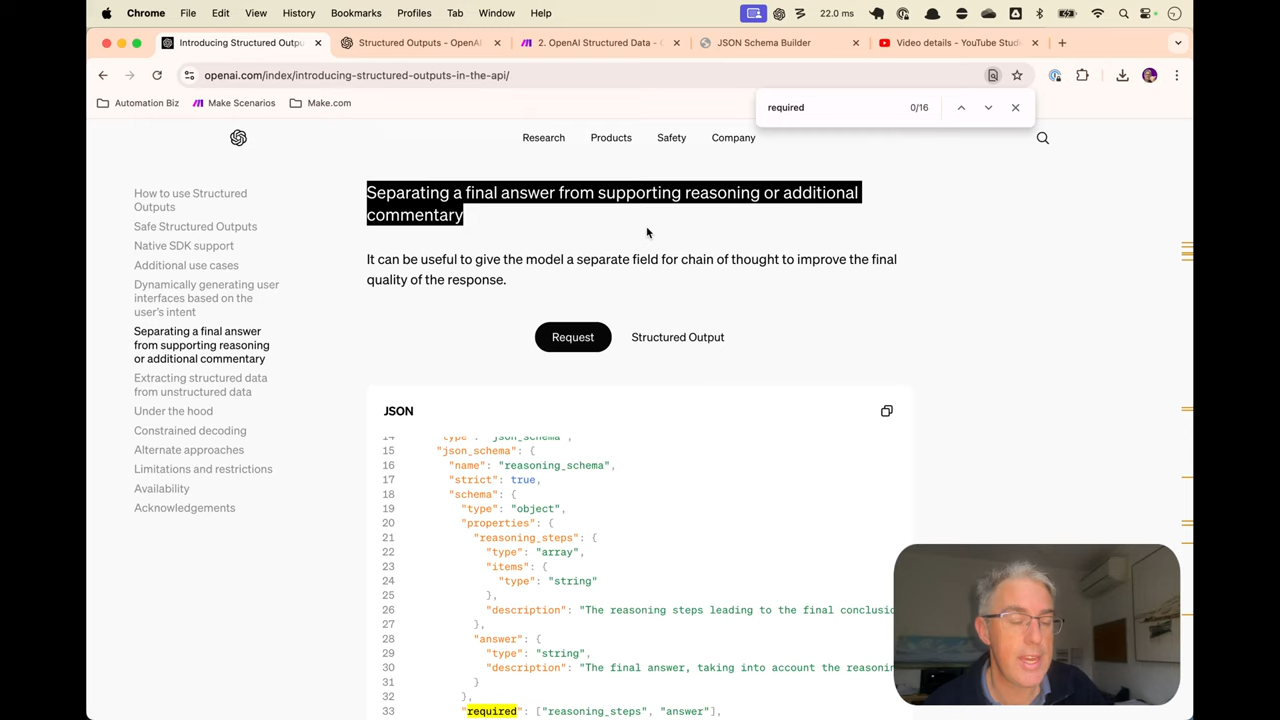 Chrome File Edit View History Bookmarks Profiles Tab Window Help 22.0 ms
Introducing Structured Outpu
Structured Outputs - OpenAI
2. OpenAI Structured Data -
JSON Schema Builder
Video details - YouTube Stud
openai.com/index/introducing-structured-outputs-in-the-api/
Automation Biz Make Scenarios Make.com
required 0/16
Research Products Safety Company
How to use Structured
Outputs
Safe Structured Outputs
Native SDK support
Additional use cases
Dynamically generating user
interfaces based on the
user's intent
Separating a final answer
from supporting reasoning
or additional commentary
Extracting structured data
from unstructured data
Under the hood
Constrained decoding
Alternate approaches
Limitations and restrictions
Availability
Acknowledgements
Separating a final answer from supporting reasoning or additional
commentary
It can be useful to give the model a separate field for chain of thought to improve the final
quality of the response.
Request Structured Output
JSON
14 "type": "json_schema",
15 "json_schema": {
16 "name": "reasoning_schema",
17 "strict": true,
18 "schema": {
19 "type": "object",
20 "properties": {
21 "reasoning_steps": {
22 "type": "array",
23 "items": {
24 "type": "string"
25 },
26 "description": "The reasoning steps leading to the final conclusio
27 },
28 "answer": {
29 "type": "string",
30 "description": "The final answer, taking into account the reasonin
31 }
32 },
33 "required": ["reasoning_steps", "answer"],